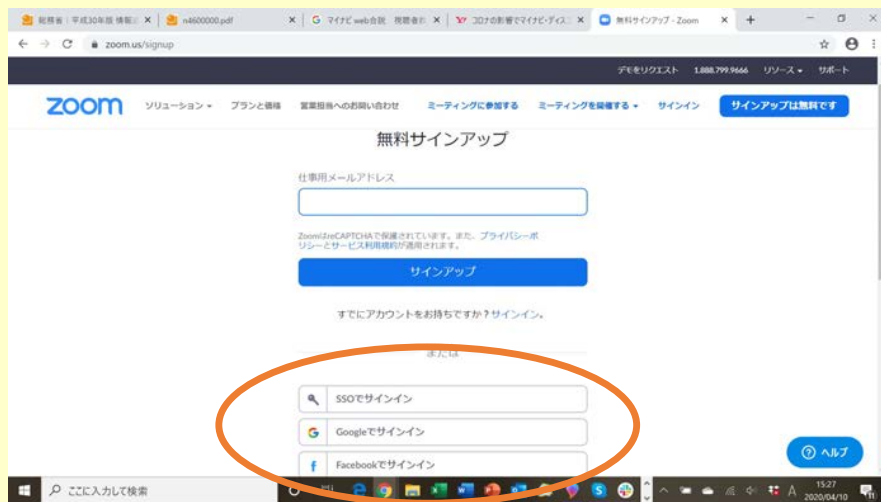 総務省｜平成30年版 情報
n4600000.pdf
マイナビ web合説 視聴者
コロナの影響でマイナビ・ディス
無料サインアップ - Zoom
zoom.us/signup
デモをリクエスト 1.888.799.9666 リソース サポート
zoom ソリューション プランと価格 営業担当へのお問い合わせ ミーティングに参加する ミーティングを開催する サインイン サインアップは無料です
無料サインアップ
仕事用メールアドレス
ZoomはreCAPTCHAで保護されています。また、プライバシーポ
リシーとサービス利用規約が適用されます。
サインアップ
すでにアカウントをお持ちですか？サインイン。
または
SSOでサインイン
Googleでサインイン
Facebookでサインイン
ヘルプ
ここに入力して検索
A
15:27
2020/04/10